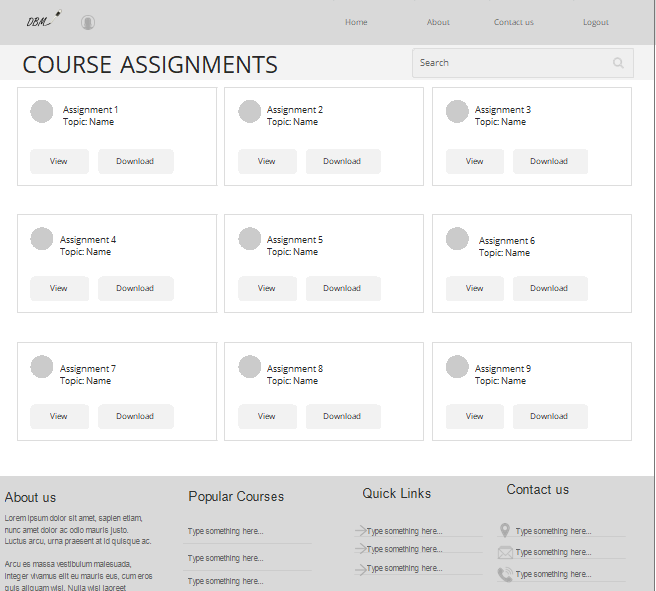 DBM
Home About Contact us Logout
COURSE ASSIGNMENTS
Search
Assignment 1
Topic: Name
View Download
Assignment 2
Topic: Name
View Download
Assignment 3
Topic: Name
View Download
Assignment 4
Topic: Name
View Download
Assignment 5
Topic: Name
View Download
Assignment 6
Topic: Name
View Download
Assignment 7
Topic: Name
View Download
Assignment 8
Topic: Name
View Download
Assignment 9
Topic: Name
View Download
About us
Lorem ipsum dolor sit amet, sapien etiam,
nunc amet dolor ac odio mauris justo.
Luctus arcu, urna praesent at id quisque ac.
Arcu es massa vestibulum malesuada,
integer vivamus elit eu mauris eus, cum eros
quis aliquam wisi. Nulla wisi laoreet
Popular Courses
Type something here...
Type something here...
Type something here...
Quick Links
Type something here...
Type something here...
Type something here...
Contact us
Type something here...
Type something here...
Type something here...